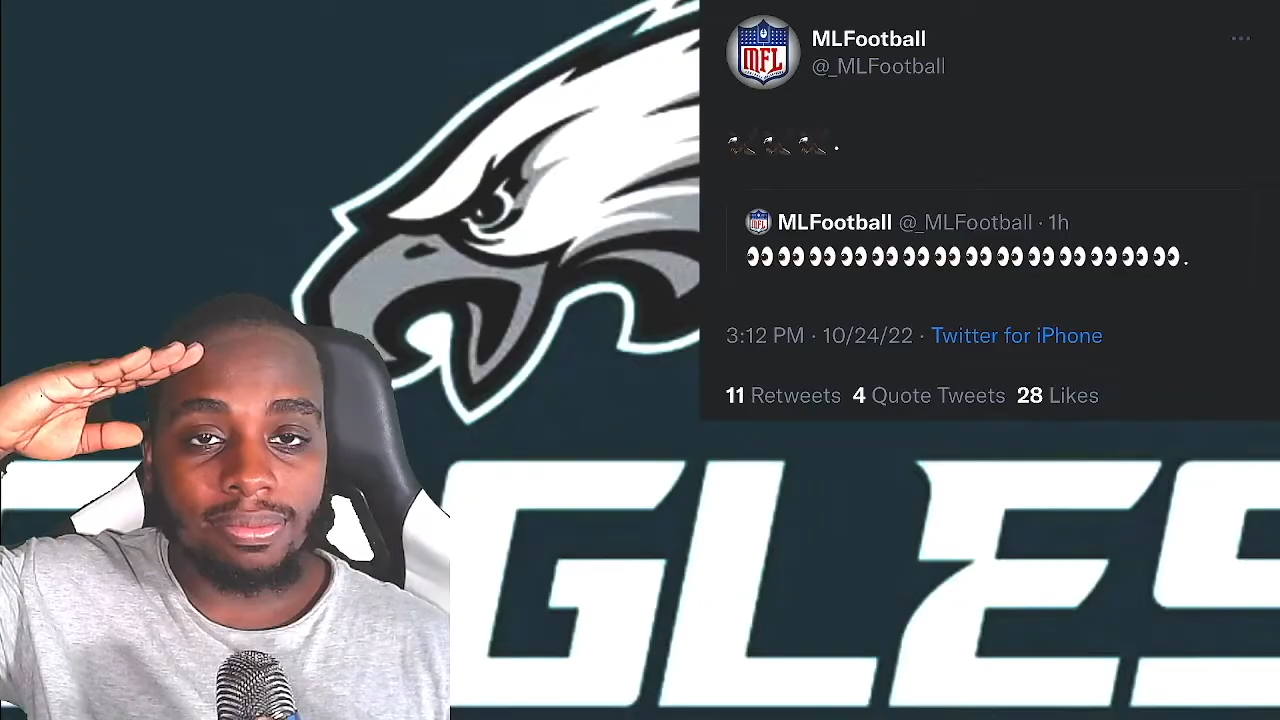 MLFootball
@_MLFootball
🦅🦅🦅.
MLFootball @_MLFootball · 1h
👀👀👀👀👀👀👀👀👀👀👀👀👀👀.
3:12 PM · 10/24/22 · Twitter for iPhone
11 Retweets 4 Quote Tweets 28 Likes
GLES
MFL